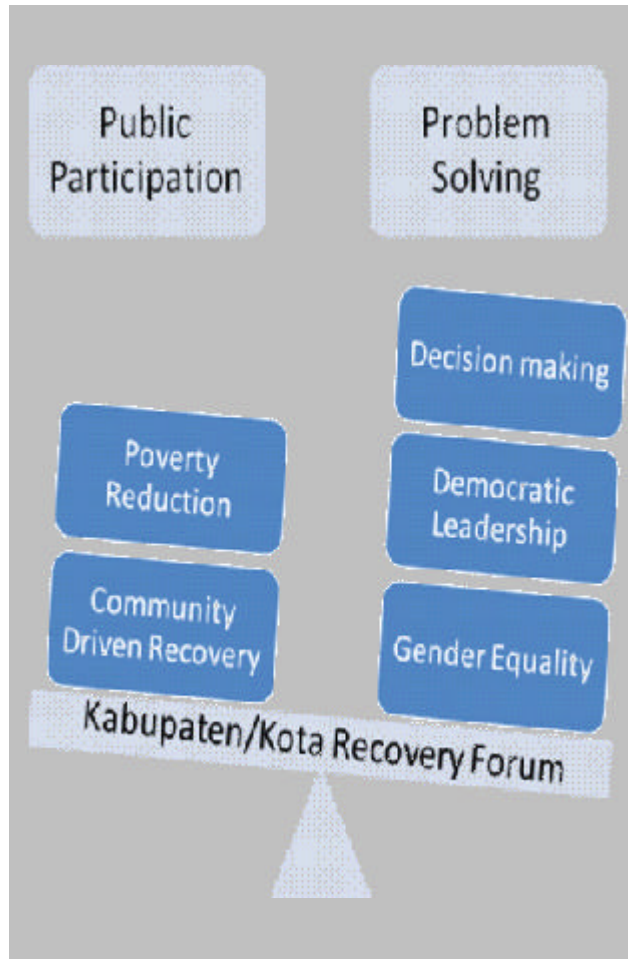 Public
Participation
Problem
Solving
Decision making
Poverty
Reduction
Democratic
Leadership
Community
Driven Recovery
Gender Equality
Kabupaten/Kota Recovery Forum